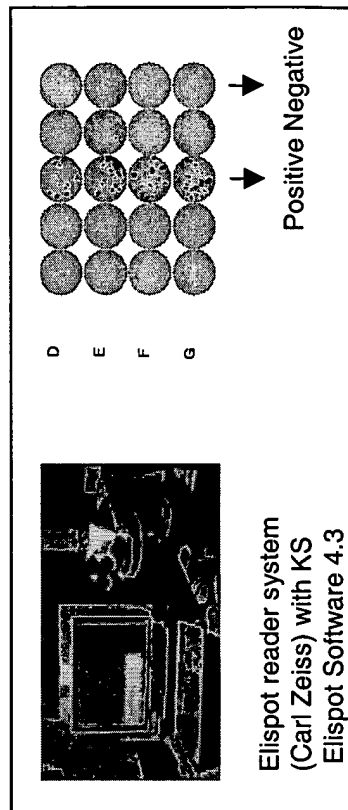 D
E
F
G
Positive Negative
Elispot reader system
(Carl Zeiss) with KS
Elispot Software 4.3